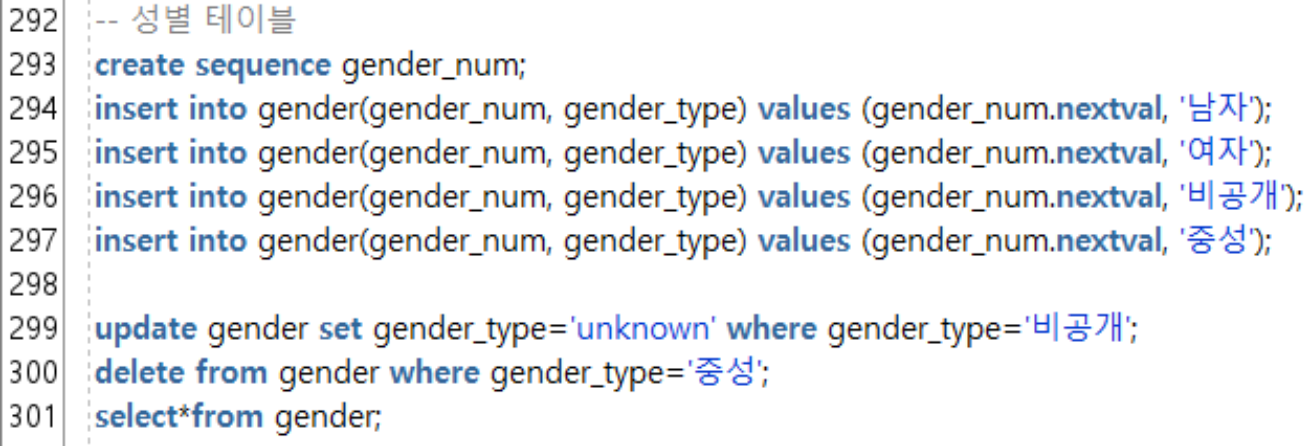 292 -- 성별 테이블
293 create sequence gender_num;
294 insert into gender(gender_num, gender_type) values (gender_num.nextval, '남자');
295 insert into gender(gender_num, gender_type) values (gender_num.nextval, '여자');
296 insert into gender(gender_num, gender_type) values (gender_num.nextval, '비공개');
297 insert into gender(gender_num, gender_type) values (gender_num.nextval, '중성');
298
299 update gender set gender_type='unknown' where gender_type='비공개';
300 delete from gender where gender_type='중성';
301 select*from gender;